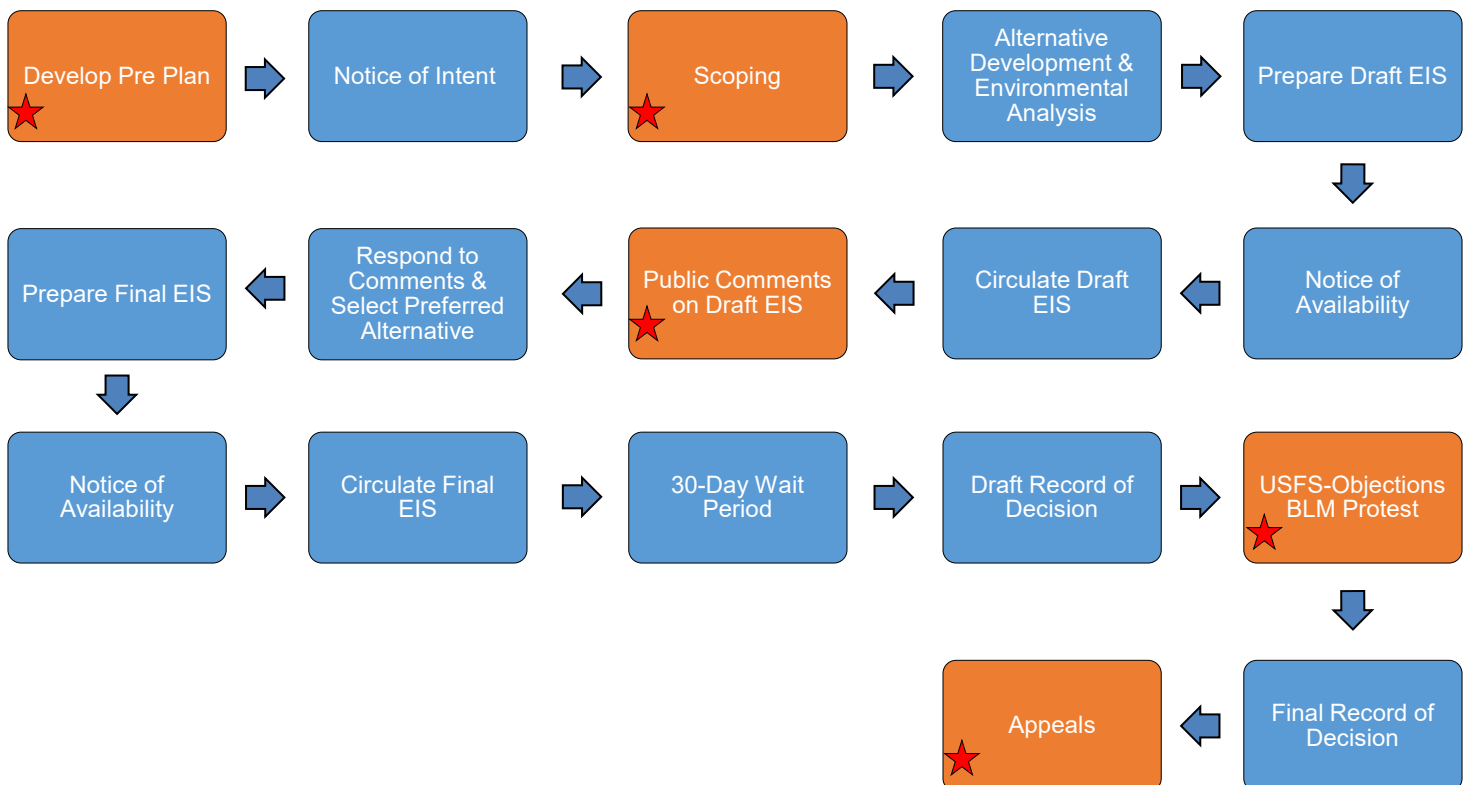 Develop Pre Plan
Notice of Intent
Scoping
Alternative
Development &
Environmental
Analysis
Prepare Draft EIS
Notice of
Availability
Circulate Draft
EIS
Public Comments
on Draft EIS
Respond to
Comments &
Select Preferred
Alternative
Prepare Final EIS
Notice of
Availability
Circulate Final
EIS
30-Day Wait
Period
Draft Record of
Decision
USFS-Objections
BLM Protest
Final Record of
Decision
Appeals